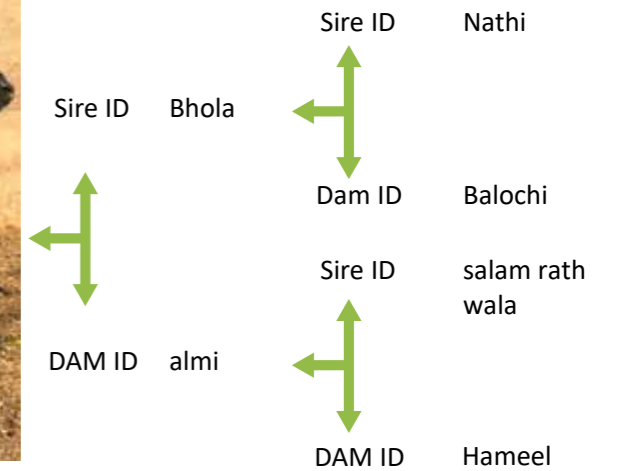 Sire ID Nathi
Sire ID Bhola
Dam ID Balochi
Sire ID salam rath
wala
DAM ID almi
DAM ID Hameel